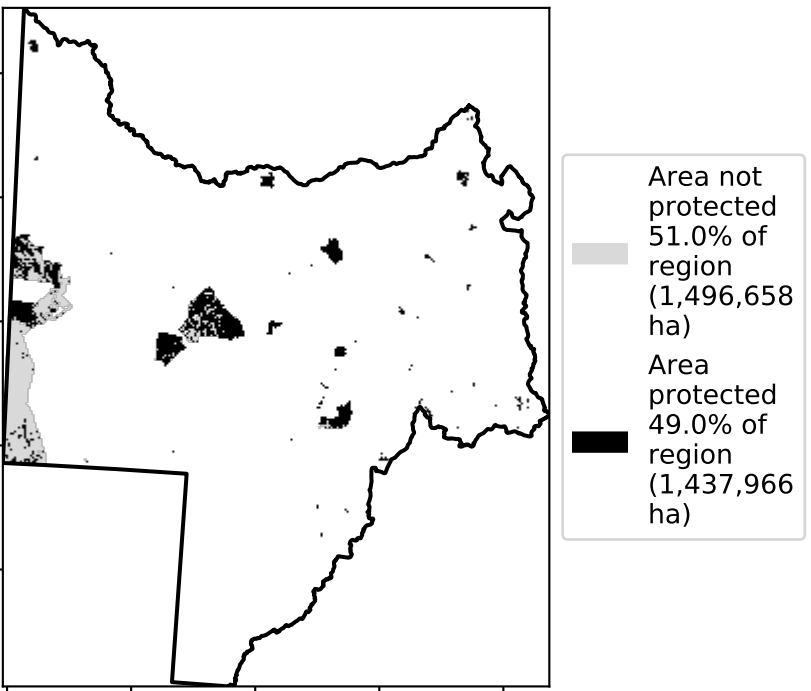 Area not
protected
51.0% of
region
(1,496,658
ha)
Area
protected
49.0% of
region
(1,437,966
ha)